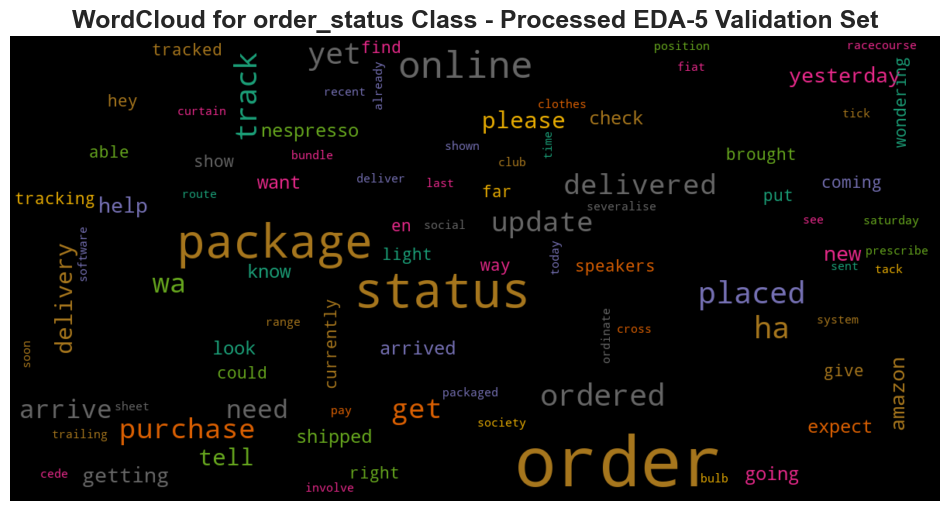 WordCloud for order_status Class - Processed EDA-5 Validation Set
tracked yet find online position racecourse
hey track recent already fiat yesterday wondering
curtain nespresso please clothes check tick
able show bundle shown club time delivered brought
tracking route want deliver last far severalise put coming
help en social update see saturday
software package light way today speakers new prescribe
delivery wa know status sent tack
placed ha system
range currently ordinate cross
soon look arrived give amazon
could packaged ordered
arrive sheet need pay get society expect
trailing purchase shipped
tell order
cede getting right bulb going
involve